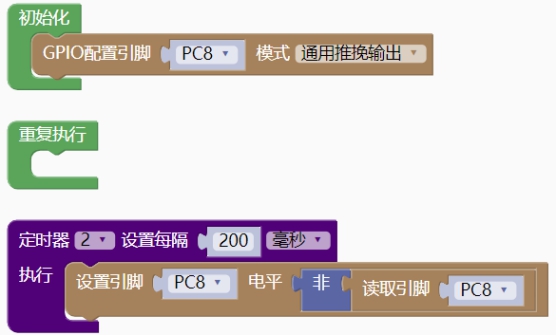 初始化
GPIO配置引脚 PC8 模式 通用推挽输出
重复执行
定时器 2 设置每隔 200 毫秒
执行 设置引脚 PC8 电平 非 读取引脚 PC8